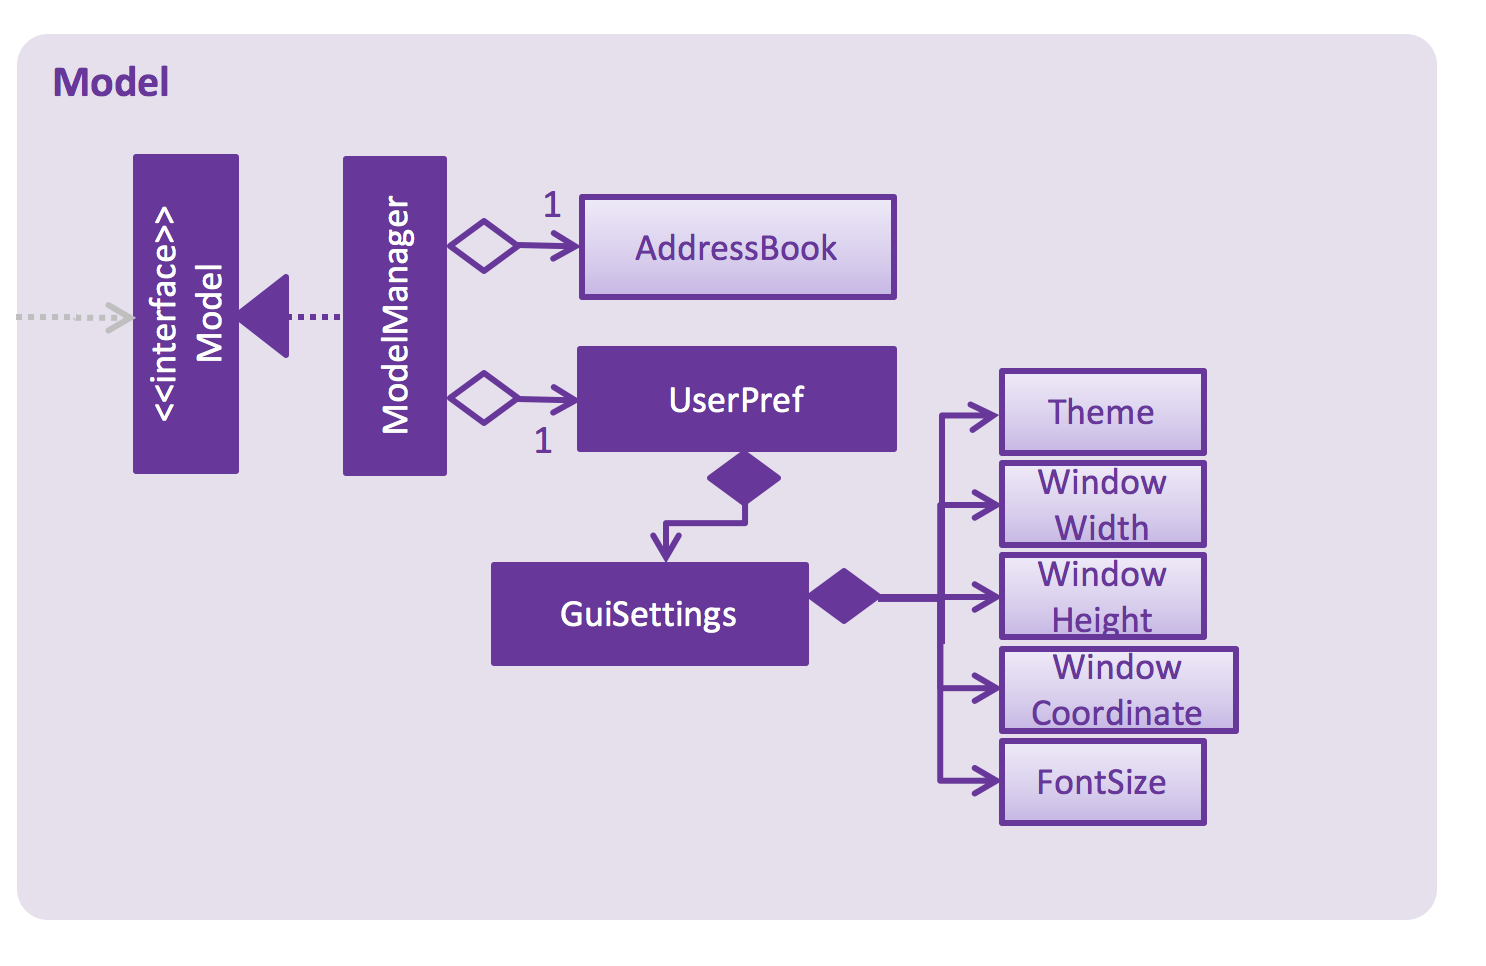 Model
<<interface>>
Model
ModelManager
1
AddressBook
UserPref
1
GuiSettings
Theme
Window
Width
Window
Height
Window
Coordinate
FontSize